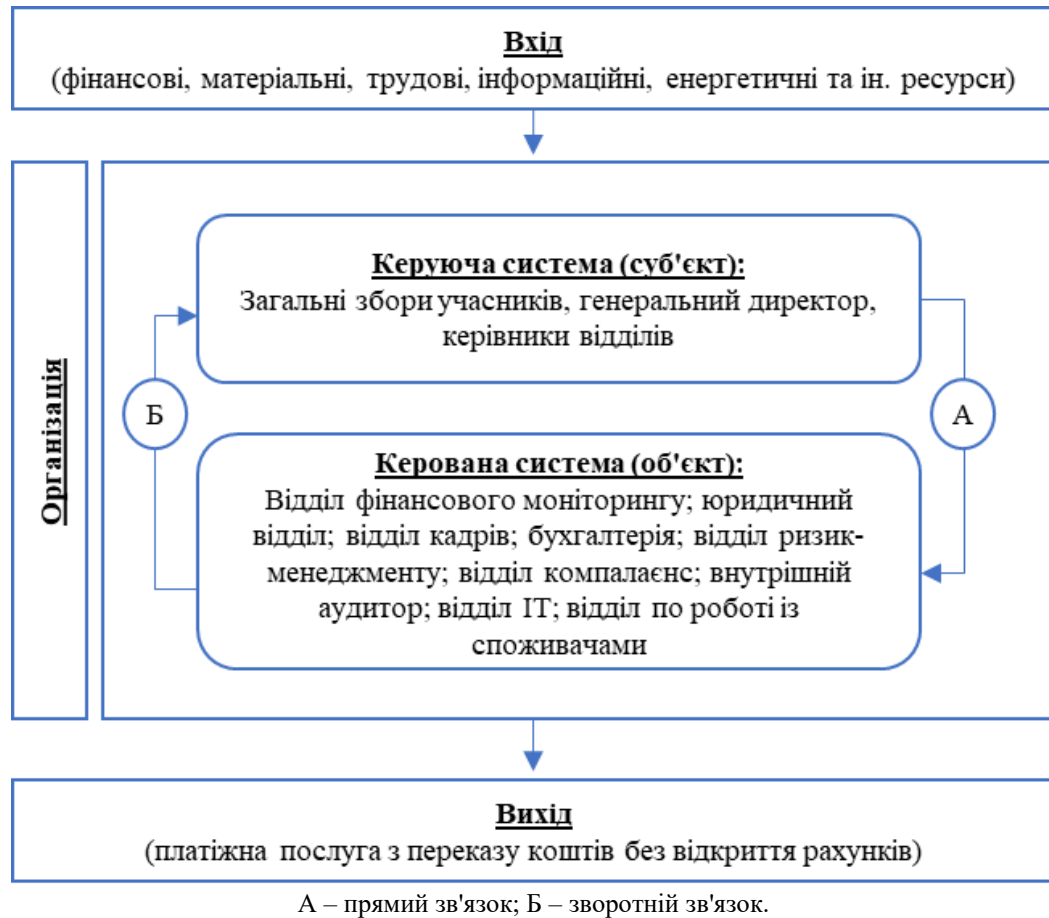 Вхід
(фінансові, матеріальні, трудові, інформаційні, енергетичні та ін. ресурси)
Організація
Керуюча система (суб'єкт):
Загальні збори учасників, генеральний директор,
керівники відділів
Б
А
Керована система (об'єкт):
Відділ фінансового моніторингу; юридичний
відділ; відділ кадрів; бухгалтерія; відділ ризик-
менеджменту; відділ компалаєнс; внутрішній
аудитор; відділ ІТ; відділ по роботі із
споживачами
Вихід
(платіжна послуга з переказу коштів без відкриття рахунків)
А – прямий зв'язок; Б – зворотній зв'язок.